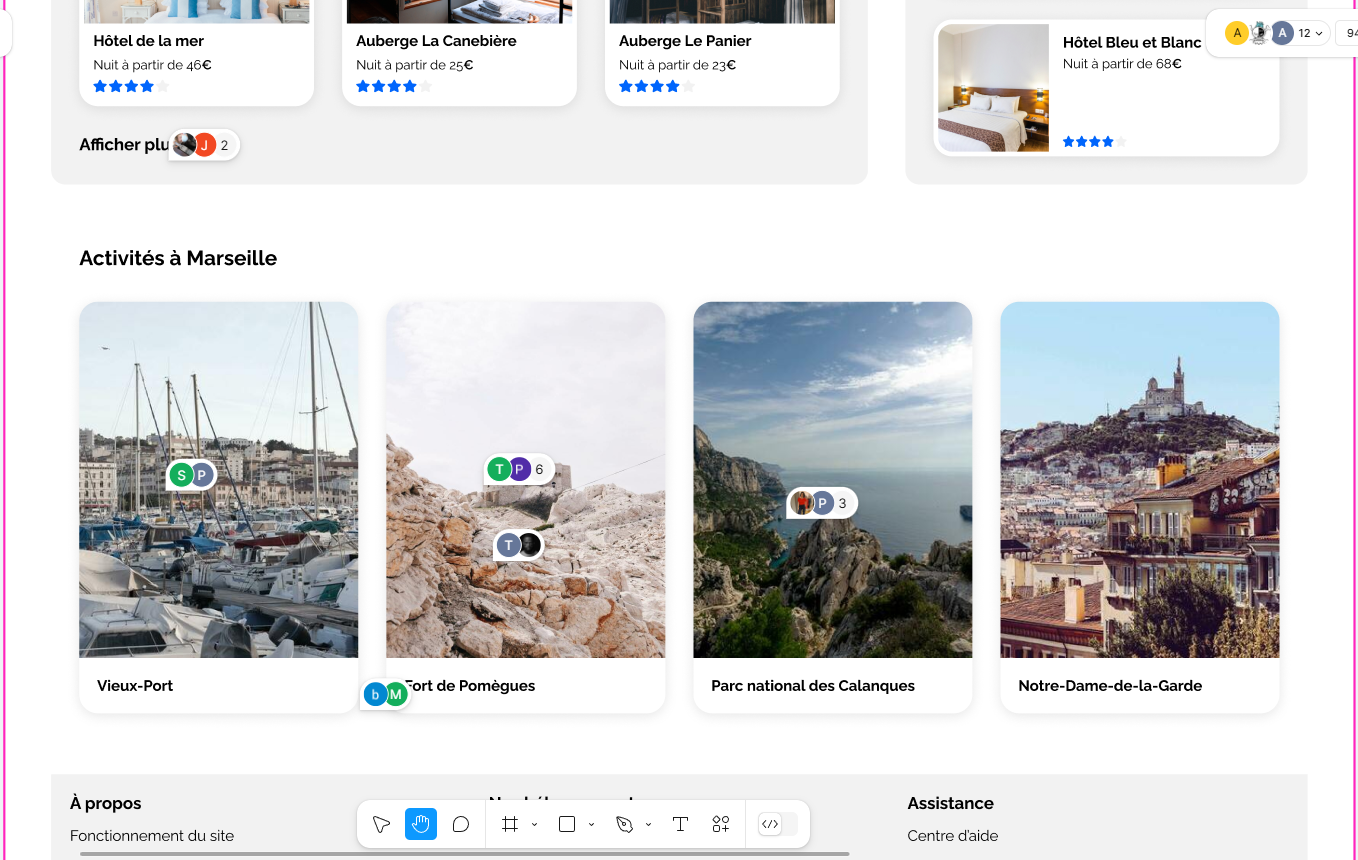 Hôtel de la mer
Nuit à partir de 46€
Auberge La Canebière
Nuit à partir de 25€
Auberge Le Panier
Nuit à partir de 23€
Hôtel Bleu et Blanc
Nuit à partir de 68€
A
A
12
94
Afficher plu
J
2
Activités à Marseille
S
P
T
P
6
T
P
3
Vieux-Port
b
M
Fort de Pomègues
Parc national des Calanques
Notre-Dame-de-la-Garde
À propos
Fonctionnement du site
Assistance
Centre d'aide